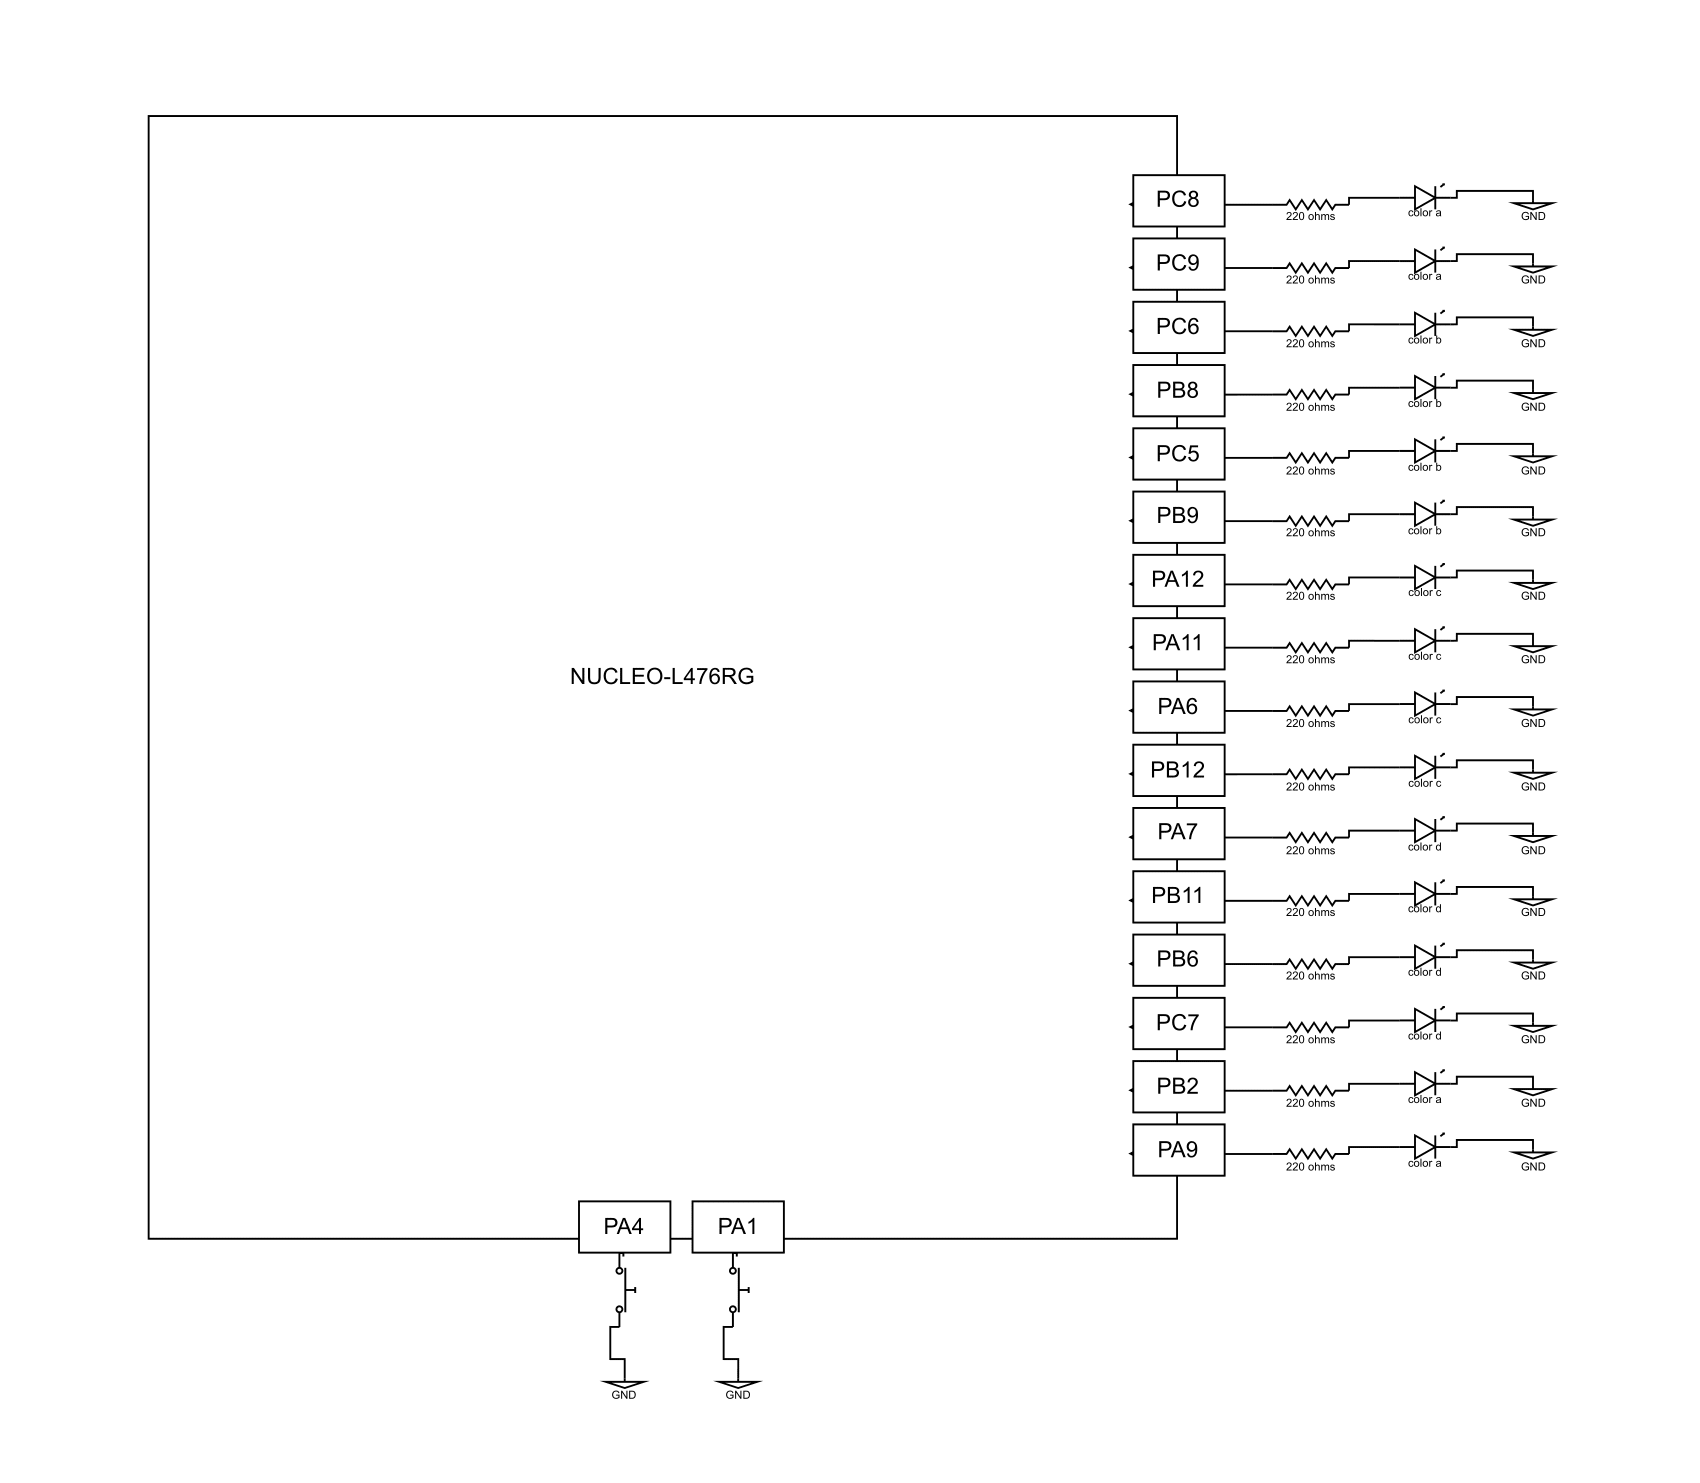 PC8
220 ohms
color a
GND
PC9
220 ohms
color a
GND
PC6
220 ohms
color b
GND
PB8
220 ohms
color b
GND
PC5
220 ohms
color b
GND
PB9
220 ohms
color b
GND
PA12
220 ohms
color c
GND
PA11
220 ohms
color c
GND
NUCLEO-L476RG
PA6
220 ohms
color c
GND
PB12
220 ohms
color c
GND
PA7
220 ohms
color d
GND
PB11
220 ohms
color d
GND
PB6
220 ohms
color d
GND
PC7
220 ohms
color d
GND
PB2
220 ohms
color a
GND
PA9
220 ohms
color a
GND
PA4
PA1
GND
GND